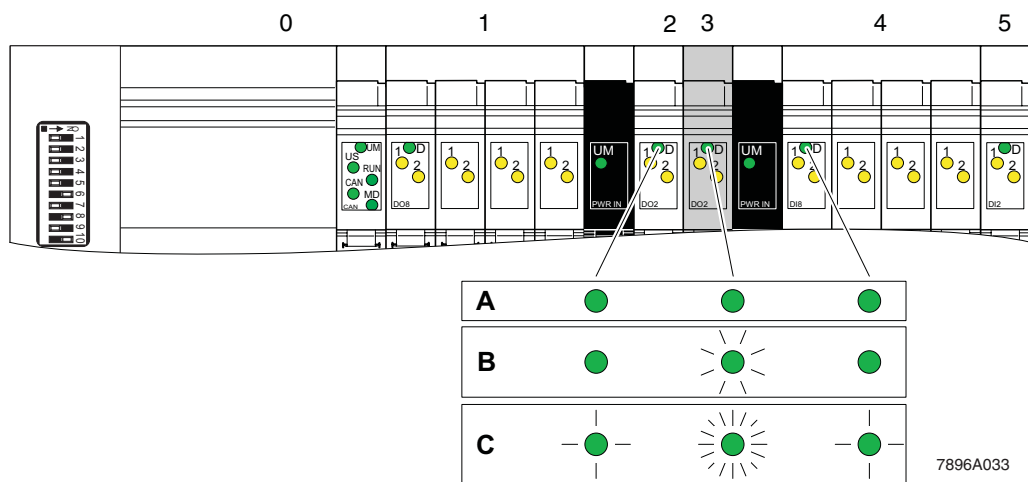 0 1 2 3 4 5
NO
1
2
3
4
5
6
7
8
9
10
UM
US
RUN
CAN
MD
CAN
D
1
2
DO8
1
2
1
2
1
2
UM
PWR IN
D
1
2
DO2
D
1
2
DO2
UM
PWR IN
D
1
2
DI8
1
2
1
2
1
2
D
1
2
DI2
A
B
C
7896A033